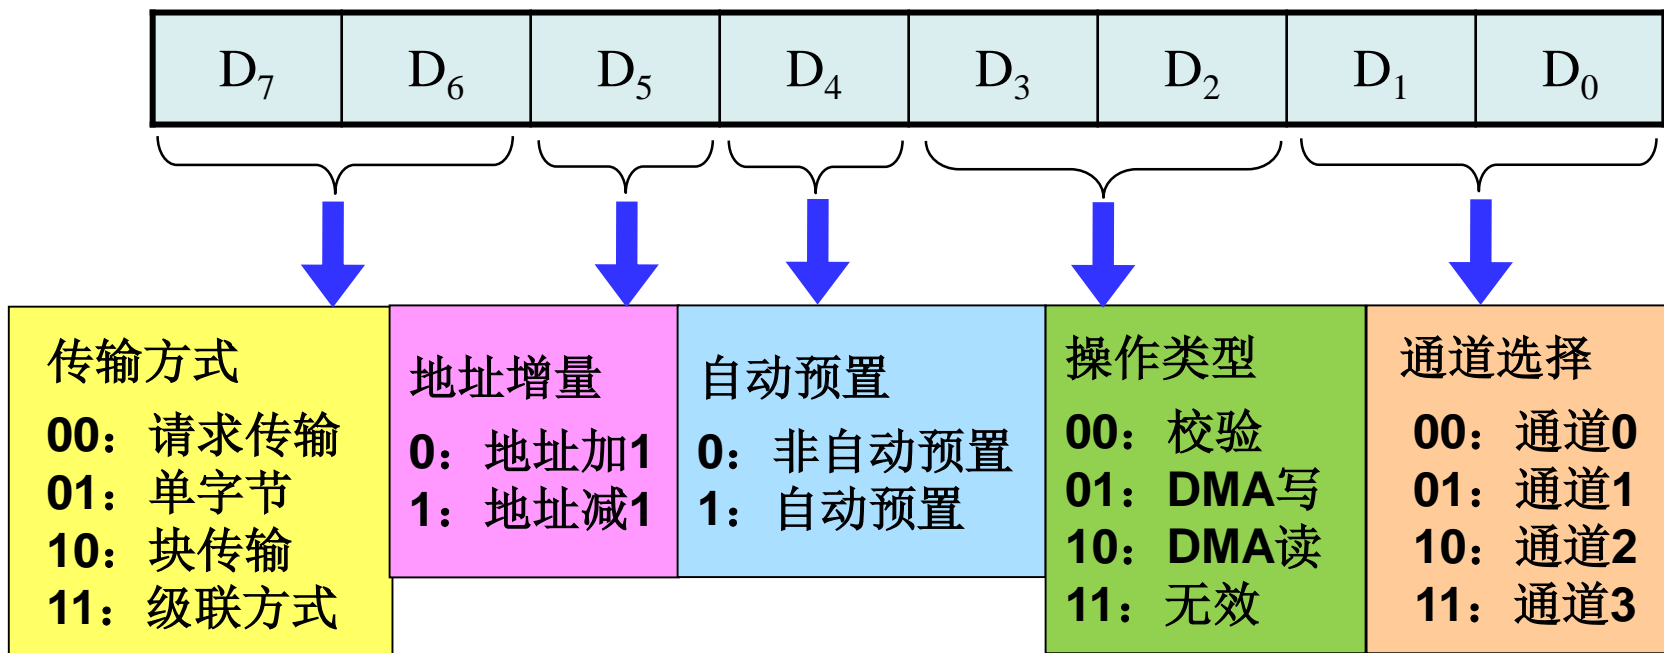 D7 D6 D5 D4 D3 D2 D1 D0
传输方式
00：请求传输
01：单字节
10：块传输
11：级联方式
地址增量
0：地址加1
1：地址减1
自动预置
0：非自动预置
1：自动预置
操作类型
00：校验
01：DMA写
10：DMA读
11：无效
通道选择
00：通道0
01：通道1
10：通道2
11：通道3